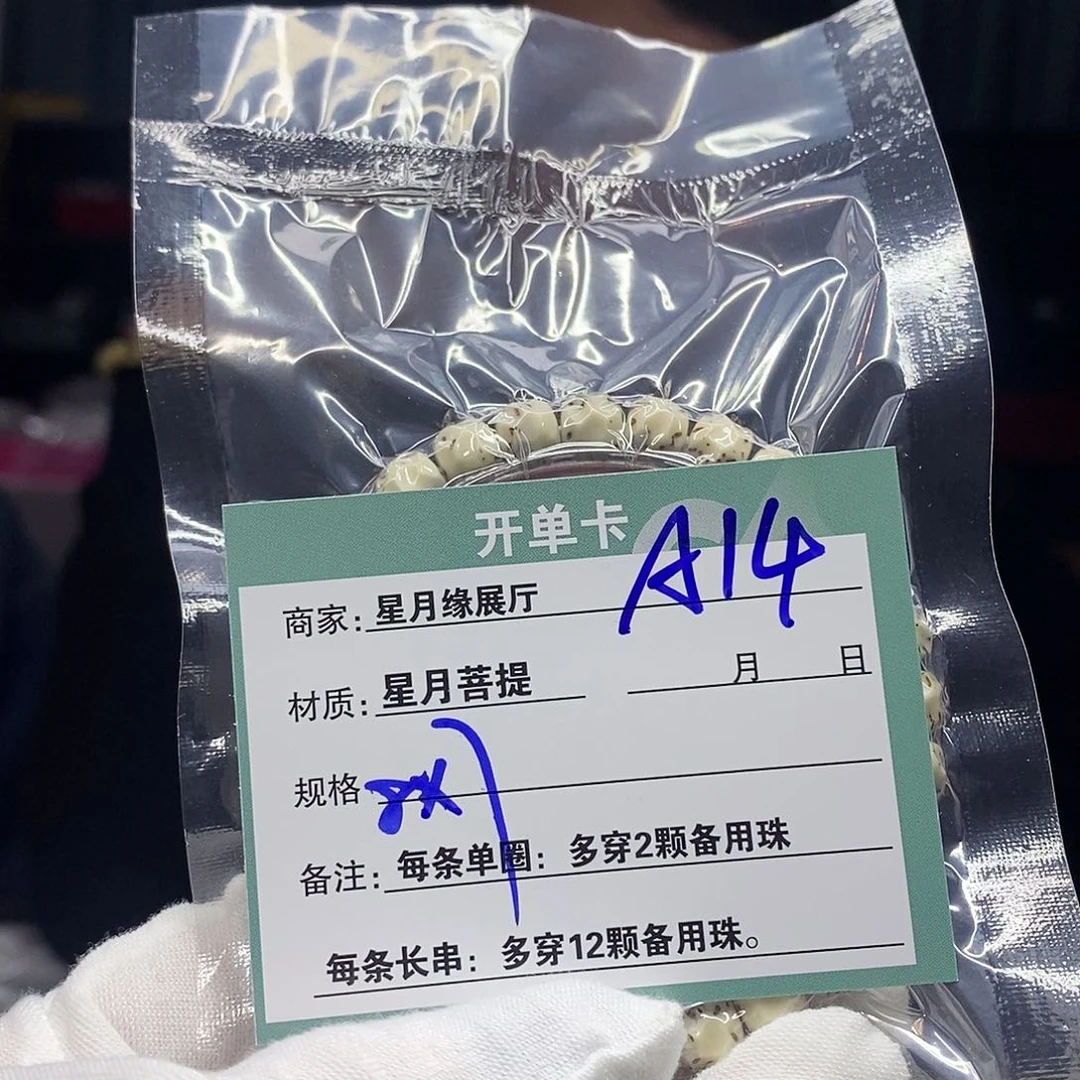 开单卡
A14
商家：星月缘展厅
材质：星月菩提 月 日
规格 8×7
备注：每条单圈：多穿2颗备用珠
每条长串：多穿12颗备用珠。